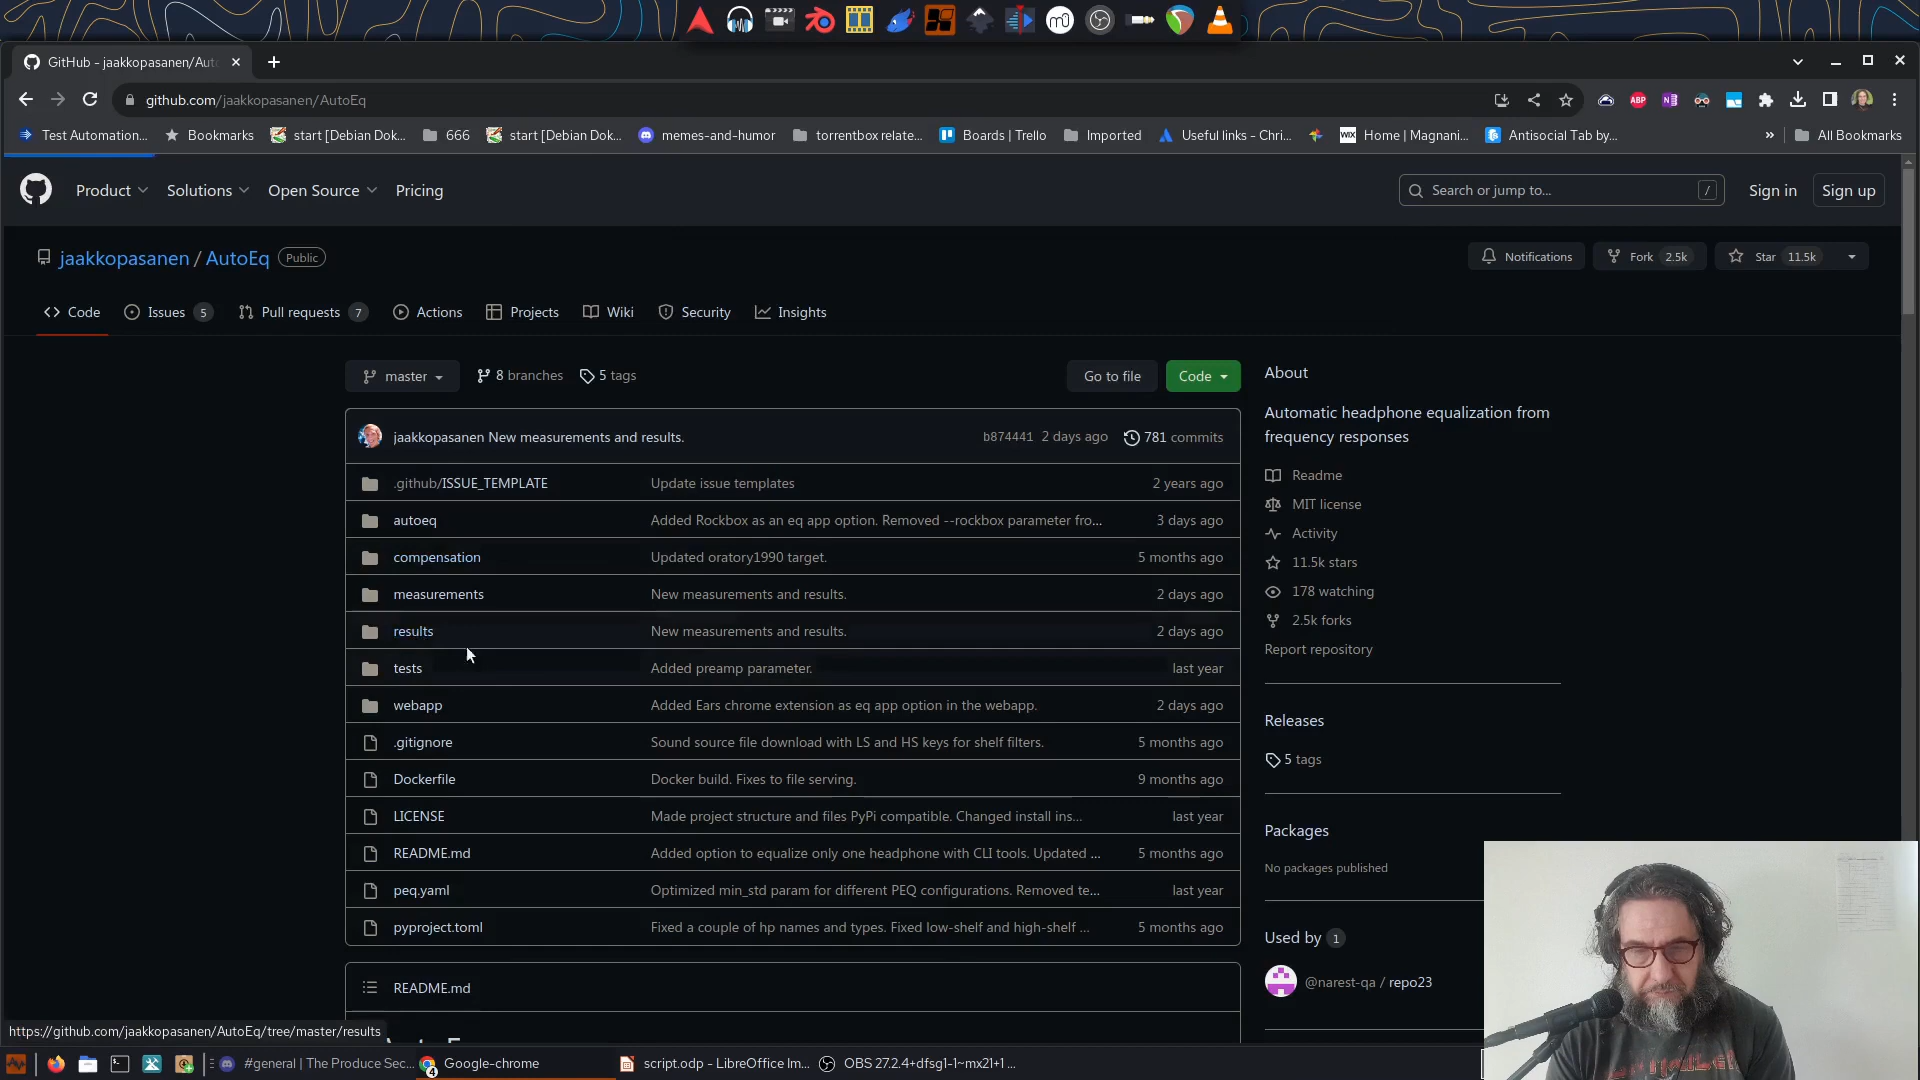 GitHub - jaakkopasanen/Aut
github.com/jaakkopasanen/AutoEq
Test Automation...
Bookmarks
start [Debian Dok...
666
start [Debian Dok...
memes-and-humor
torrentbox relate...
Boards | Trello
Imported
Useful links - Chri...
WIX
Home | Magnani...
Antisocial Tab by...
»
All Bookmarks
Product
Solutions
Open Source
Pricing
Search or jump to...
/
Sign in
Sign up
jaakkopasanen / AutoEq
Public
Notifications
Fork 2.5k
Star 11.5k
Code
Issues 5
Pull requests 7
Actions
Projects
Wiki
Security
Insights
master
8 branches
5 tags
Go to file
Code
jaakkopasanen New measurements and results.
b874441 2 days ago
781 commits
.github/ISSUE_TEMPLATE
Update issue templates
2 years ago
autoeq
Added Rockbox as an eq app option. Removed --rockbox parameter fro...
3 days ago
compensation
Updated oratory1990 target.
5 months ago
measurements
New measurements and results.
2 days ago
results
New measurements and results.
2 days ago
tests
Added preamp parameter.
last year
webapp
Added Ears chrome extension as eq app option in the webapp.
2 days ago
.gitignore
Sound source file download with LS and HS keys for shelf filters.
5 months ago
Dockerfile
Docker build. Fixes to file serving.
9 months ago
LICENSE
Made project structure and files PyPi compatible. Changed install ins...
last year
README.md
Added option to equalize only one headphone with CLI tools. Updated ...
5 months ago
peq.yaml
Optimized min_std param for different PEQ configurations. Removed te...
last year
pyproject.toml
Fixed a couple of hp names and types. Fixed low-shelf and high-shelf ...
5 months ago
README.md
About
Automatic headphone equalization from
frequency responses
Readme
MIT license
Activity
11.5k stars
178 watching
2.5k forks
Report repository
Releases
5 tags
Packages
No packages published
Used by 1
@narest-qa / repo23
https://github.com/jaakkopasanen/AutoEq/tree/master/results
#general | The Produce Sec...
4
Google-chrome
script.odp - LibreOffice Im...
OBS 27.2.4+dfsg1-1~mx21+1 ...